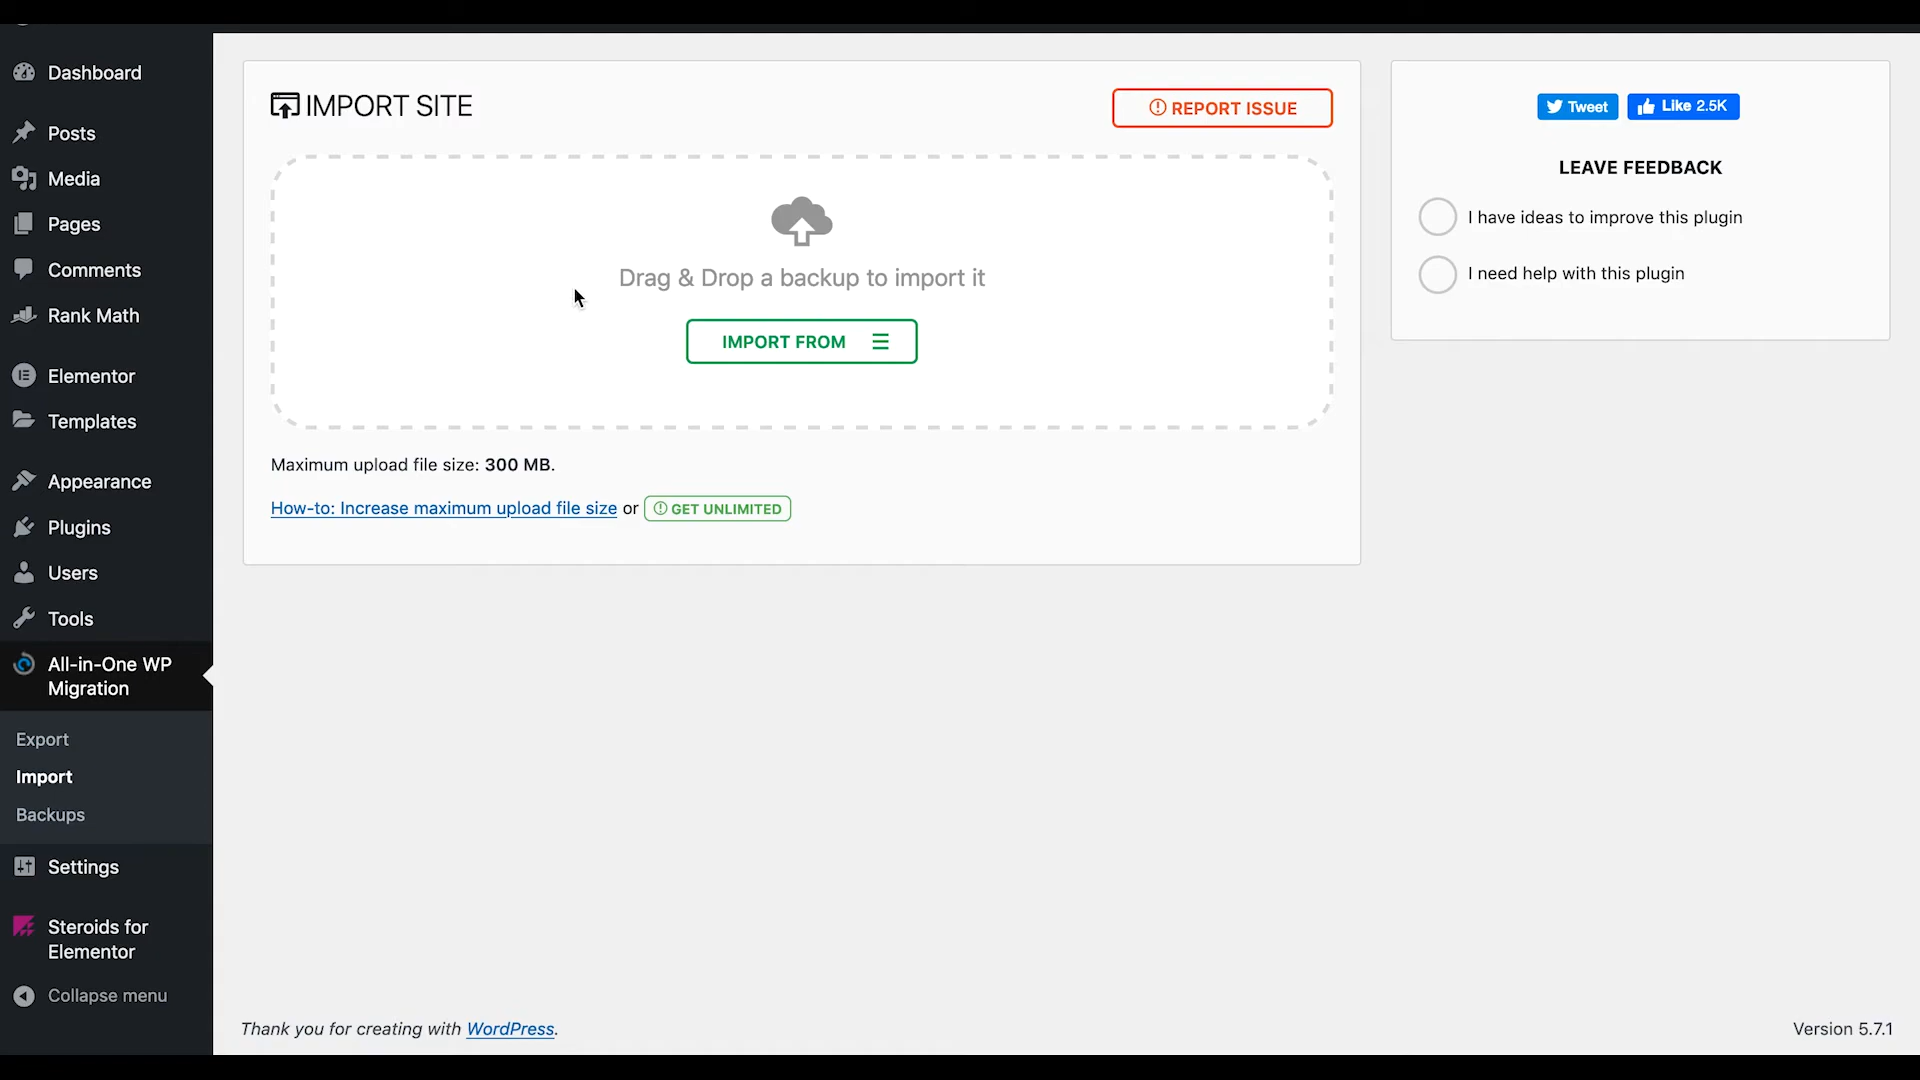 Dashboard
Posts
Media
Pages
Comments
Rank Math
Elementor
Templates
Appearance
Plugins
Users
Tools
All-in-One WP
Migration
Export
Import
Backups
Settings
Steroids for
Elementor
Collapse menu
IMPORT SITE
REPORT ISSUE
Drag & Drop a backup to import it
IMPORT FROM
Maximum upload file size: 300 MB.
How-to: Increase maximum upload file size or GET UNLIMITED
Tweet
Like 2.5K
LEAVE FEEDBACK
I have ideas to improve this plugin
I need help with this plugin
Thank you for creating with WordPress.
Version 5.7.1